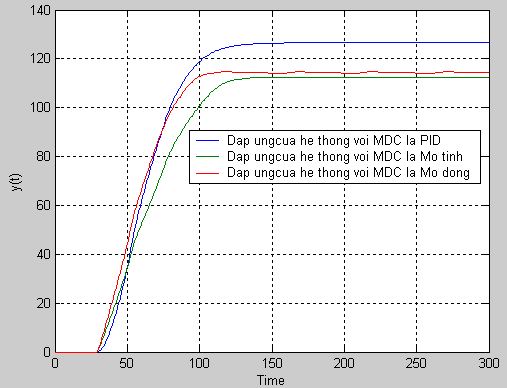 140
120
100
80
60
40
20
0
y(t)
Dap ungcua he thong voi MDC la PID
Dap ungcua he thong voi MDC la Mo tinh
Dap ungcua he thong voi MDC la Mo dong
0 50 100 150 200 250 300
Time